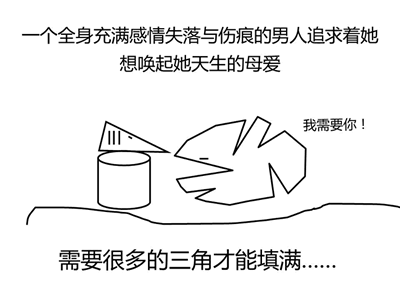 一个全身充满感情失落与伤痕的男人追求着她
想唤起她天生的母爱
我需要你！
需要很多的三角才能填满……